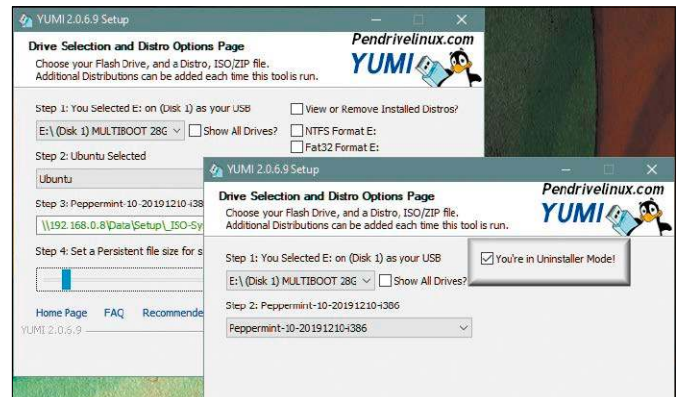 YUMI 2.0.6.9 Setup
Drive Selection and Distro Options Page
Choose your Flash Drive, and a Distro, ISO/ZIP file.
Additional Distributions can be added each time this tool is run.
Pendrivelinux.com
YUMI
Step 1: You Selected E: on (Disk 1) as your USB
View or Remove Installed Distros?
E:\ (Disk 1) MULTIBOOT 28G
Show All Drives?
NTFS Format E:
Fat32 Format E:
Step 2: Ubuntu Selected
Ubuntu
Step 3: Peppermint-10-20191210-i38
\\192.168.0.8\Data\Setup\_ISO-Sy
Step 4: Set a Persistent file size for s
Home Page FAQ Recommende
YUMI 2.0.6.9
YUMI 2.0.6.9 Setup
Drive Selection and Distro Options Page
Choose your Flash Drive, and a Distro, ISO/ZIP file.
Additional Distributions can be added each time this tool is run.
Pendrivelinux.com
YUMI
Step 1: You Selected E: on (Disk 1) as your USB
You're in Uninstaller Mode!
E:\ (Disk 1) MULTIBOOT 28G
Show All Drives?
Step 2: Peppermint-10-20191210-i386
Peppermint-10-20191210-i386